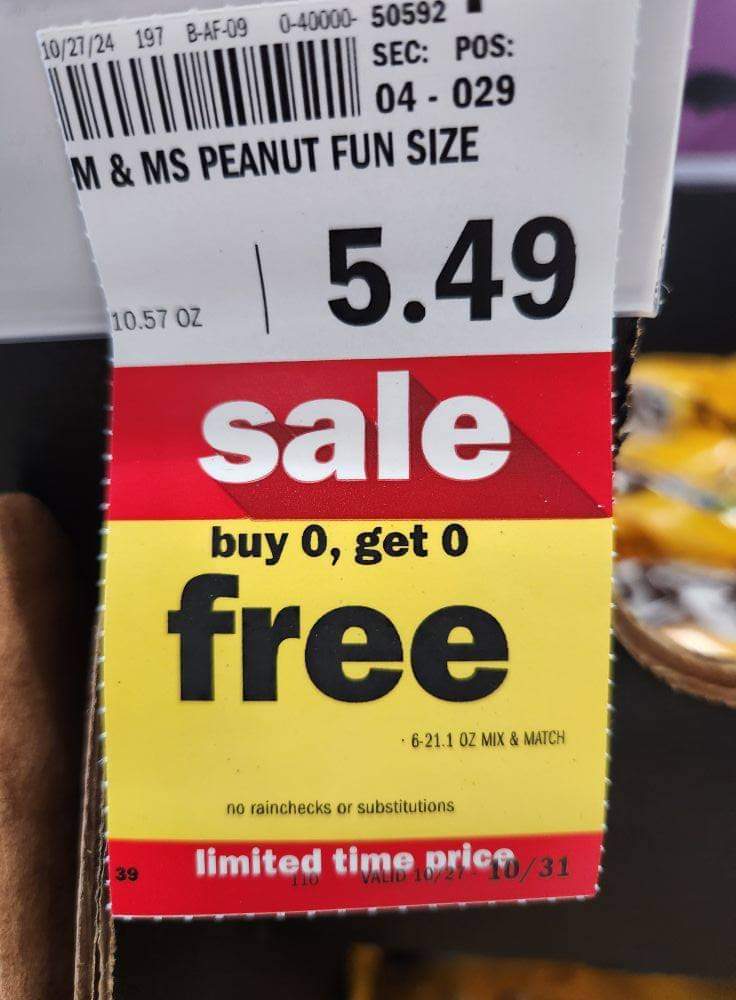 10/27/24 197 B-AF-09 0-40000- 50592
SEC: POS:
04 - 029
M & MS PEANUT FUN SIZE
5.49
10.57 OZ
sale
buy 0, get 0
free
· 6-21.1 OZ MIX & MATCH
no rainchecks or substitutions
limited time price
39 110 VALID 10/27 - 10/31